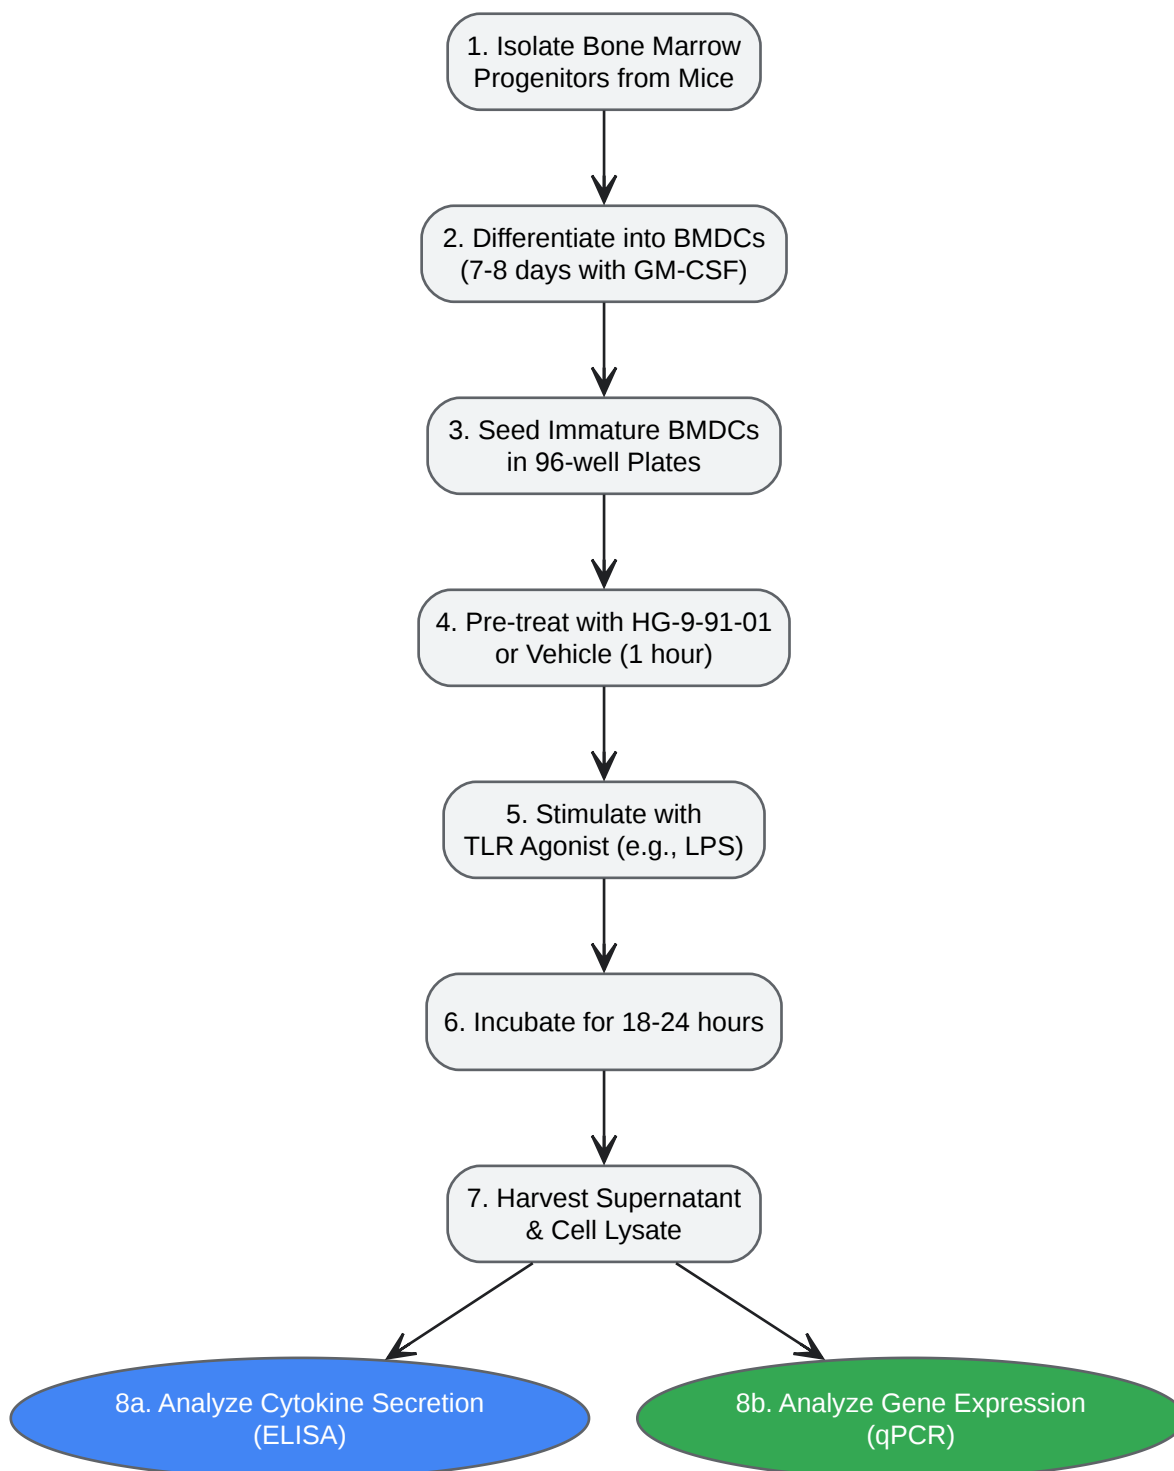 1. Isolate Bone Marrow
Progenitors from Mice
2. Differentiate into BMDCs
(7-8 days with GM-CSF)
3. Seed Immature BMDCs
in 96-well Plates
4. Pre-treat with HG-9-91-01
or Vehicle (1 hour)
5. Stimulate with
TLR Agonist (e.g., LPS)
6. Incubate for 18-24 hours
7. Harvest Supernatant
& Cell Lysate
8a. Analyze Cytokine Secretion
(ELISA)
8b. Analyze Gene Expression
(qPCR)